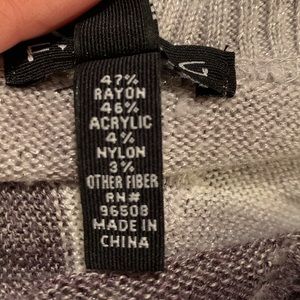 47%
RAYON
46%
ACRYLIC
4%
NYLON
3%
OTHER FIBER
RN#
96508
MADE IN
CHINA